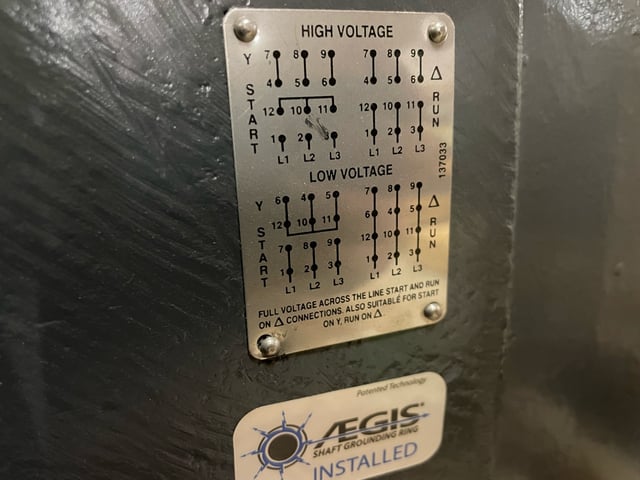 HIGH VOLTAGE
Y START
7 8 9
4 5 6
12 10 11
1 2 3
L1 L2 L3
7 8 9
4 5 6
12 10 11
1 2 3
L1 L2 L3
Δ RUN
137033
LOW VOLTAGE
Y START
6 4 5
12 10 11
7 8 9
1 2 3
L1 L2 L3
7 8 9
6 4 5
12 10 11
1 2 3
L1 L2 L3
Δ RUN
FULL VOLTAGE ACROSS THE LINE START AND RUN
ON Δ CONNECTIONS. ALSO SUITABLE FOR START
ON Y, RUN ON Δ.
Patented Technology
ÆGIS®
SHAFT GROUNDING RING
INSTALLED